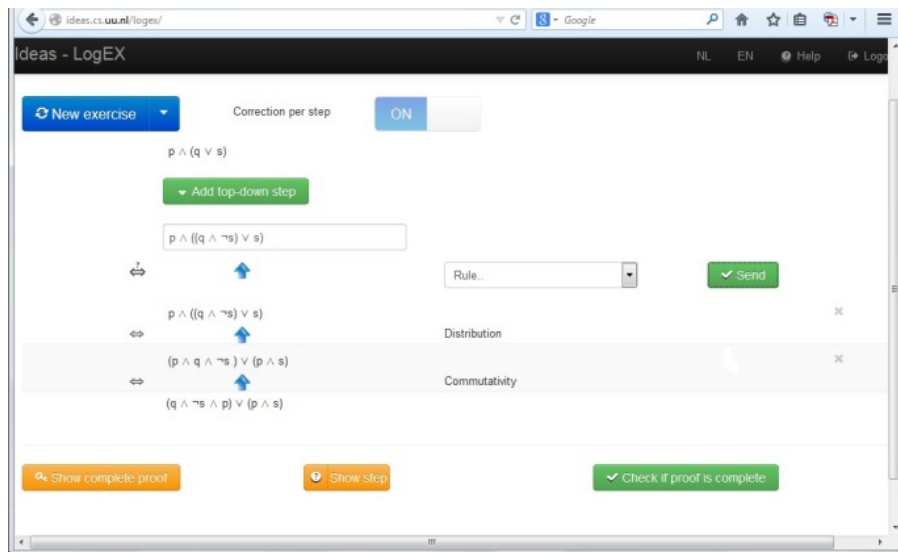 ideas.cs.uu.nl/logex/
Google
Ideas - LogEX
NL EN Help Logo
New exercise
Correction per step
ON
p ∧ (q ∨ s)
Add top-down step
p ∧ ((q ∧ ¬s) ∨ s)
?
⇔
Rule..
Send
p ∧ ((q ∧ ¬s) ∨ s)
⇔ Distribution
(p ∧ q ∧ ¬s ) ∨ (p ∧ s)
⇔ Commutativity
(q ∧ ¬s ∧ p) ∨ (p ∧ s)
Show complete proof
Show step
Check if proof is complete